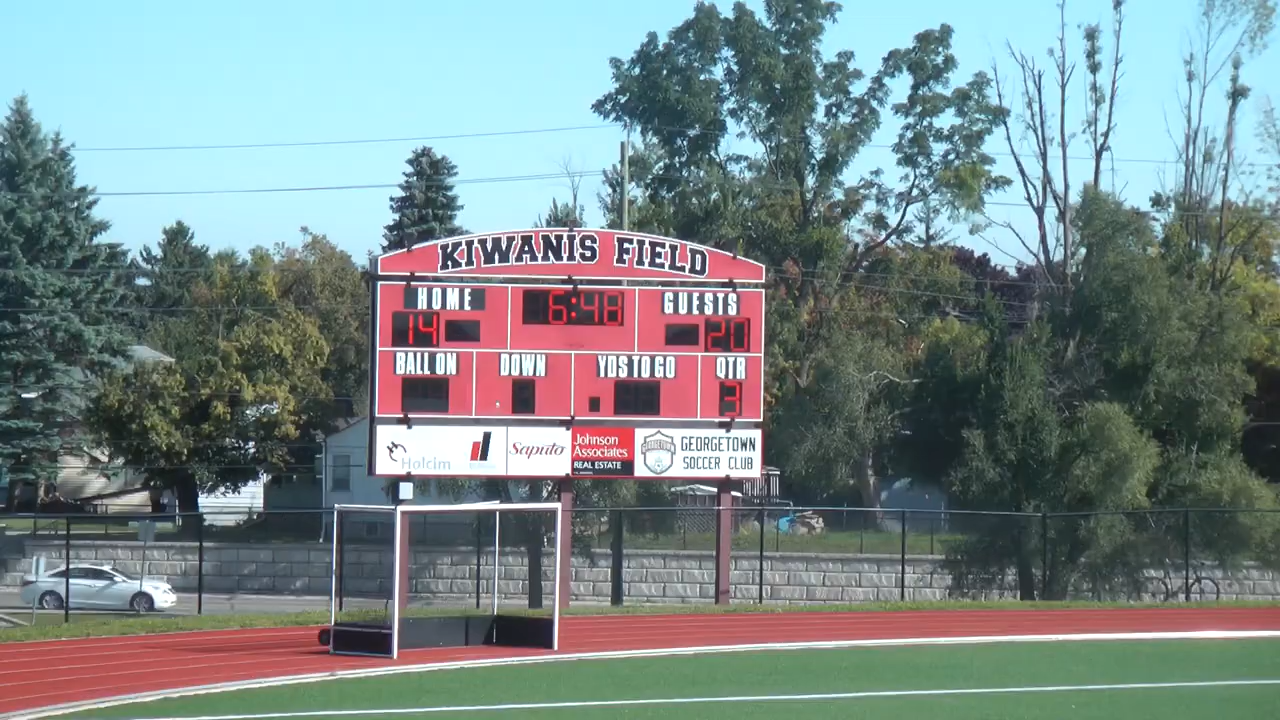 KIWANIS FIELD
HOME
6:48
GUESTS
14
20
BALL ON
DOWN
YDS TO GO
QTR
3
Holcim
Saputo
Johnson
Associates
REAL ESTATE
GEORGETOWN
GEORGETOWN
SOCCER CLUB